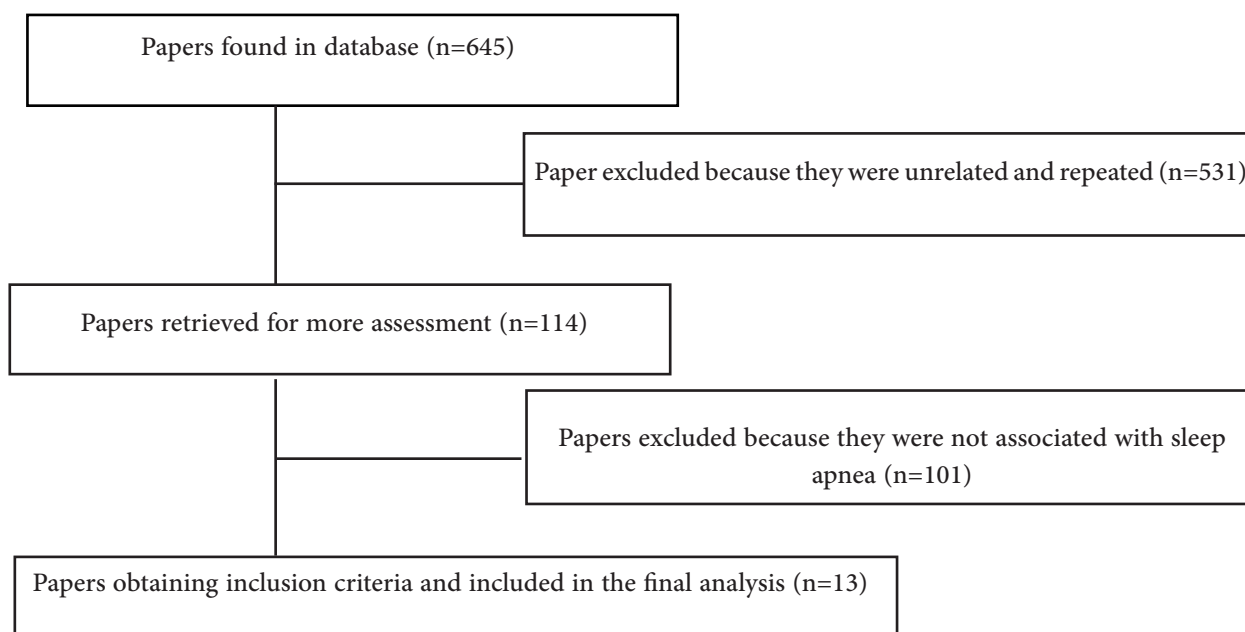 Papers found in database (n=645)
Paper excluded because they were unrelated and repeated (n=531)
Papers retrieved for more assessment (n=114)
Papers excluded because they were not associated with sleep
apnea (n=101)
Papers obtaining inclusion criteria and included in the final analysis (n=13)